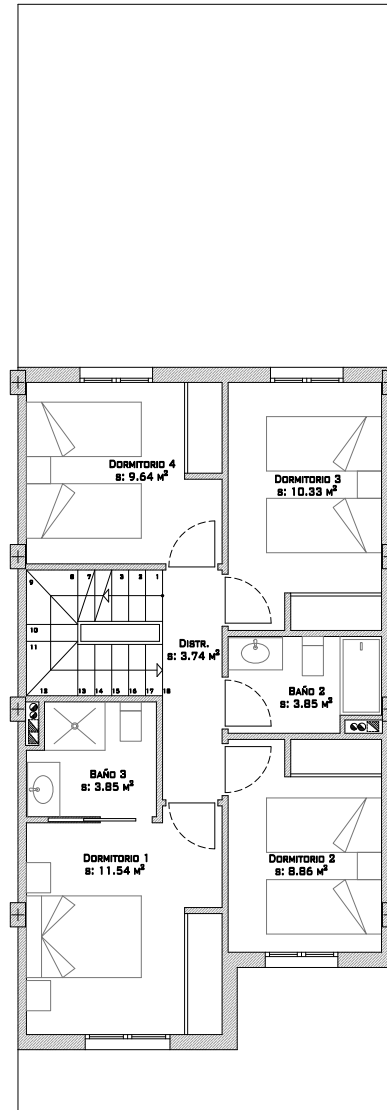 Dormitorio 4
s: 9.64 m²
Dormitorio 3
s: 10.33 m²
9
8
7
3
2
1
10
11
Distr.
s: 3.74 m²
12
13
14
15
16
17
18
Baño 2
s: 3.85 m²
Baño 3
s: 3.85 m²
Dormitorio 1
s: 11.54 m²
Dormitorio 2
s: 8.86 m²